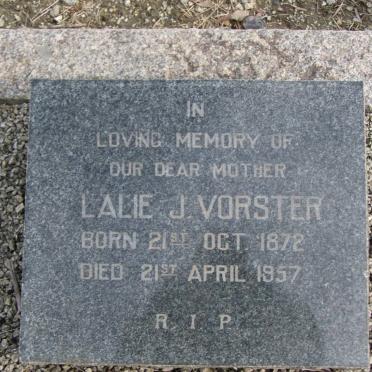 IN
LOVING MEMORY OF
OUR DEAR MOTHER
LALIE J. VORSTER
BORN 21ST OCT. 1872
DIED 21ST APRIL 1957
R I P